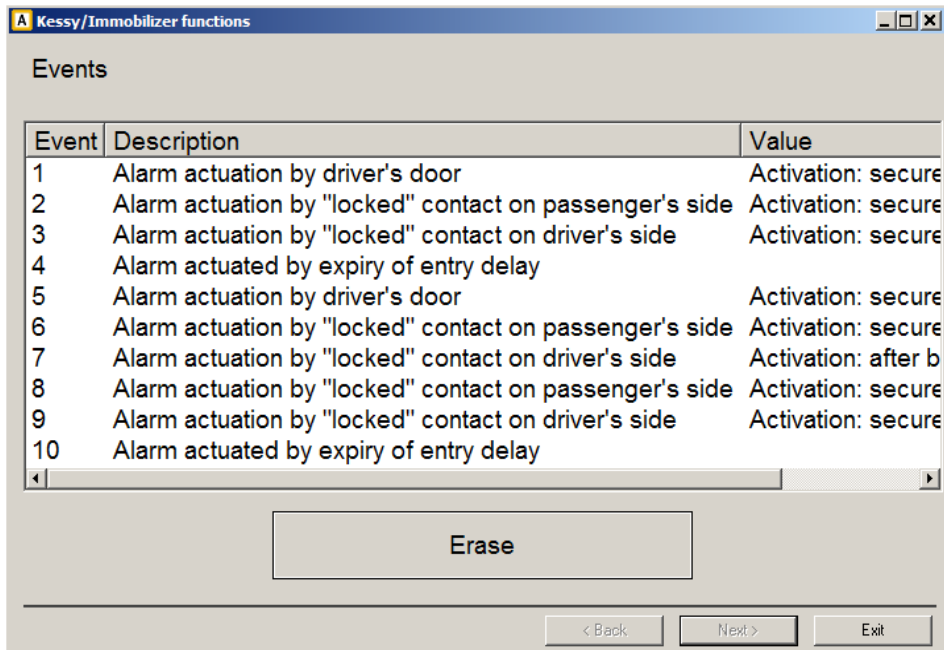 A Kessy/Immobilizer functions
Events
Event Description Value
1 Alarm actuation by driver's door Activation: secure
2 Alarm actuation by "locked" contact on passenger's side Activation: secure
3 Alarm actuation by "locked" contact on driver's side Activation: secure
4 Alarm actuated by expiry of entry delay
5 Alarm actuation by driver's door Activation: secure
6 Alarm actuation by "locked" contact on passenger's side Activation: secure
7 Alarm actuation by "locked" contact on driver's side Activation: after b
8 Alarm actuation by "locked" contact on passenger's side Activation: secure
9 Alarm actuation by "locked" contact on driver's side Activation: secure
10 Alarm actuated by expiry of entry delay
Erase
< Back Next > Exit